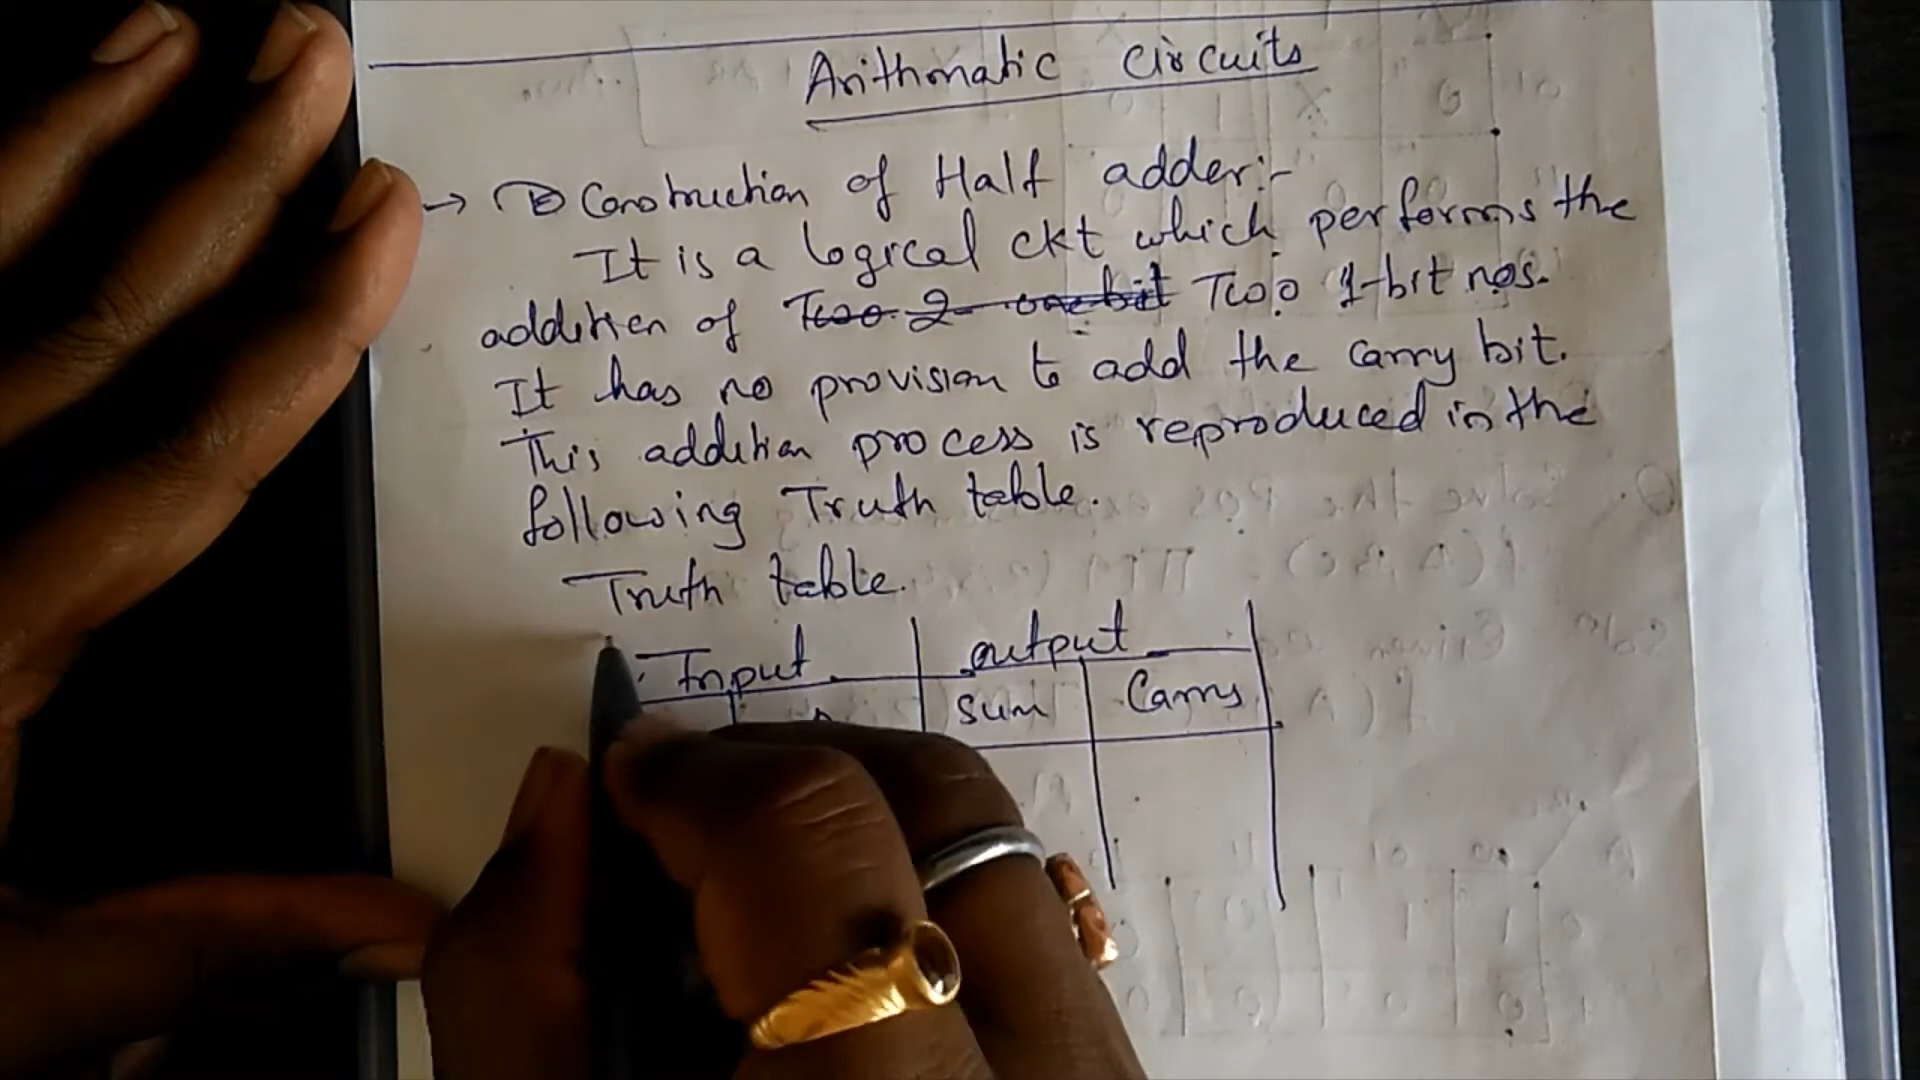 Arithmatic Circuits
→ Construction of Half adder:-
It is a logical ckt which performs the
addition of Two 2 one bit Two 1-bit nos.
It has no provision to add the carry bit.
This addition process is reproduced in the
following Truth table.
Truth table.
Input output
Sum Carry